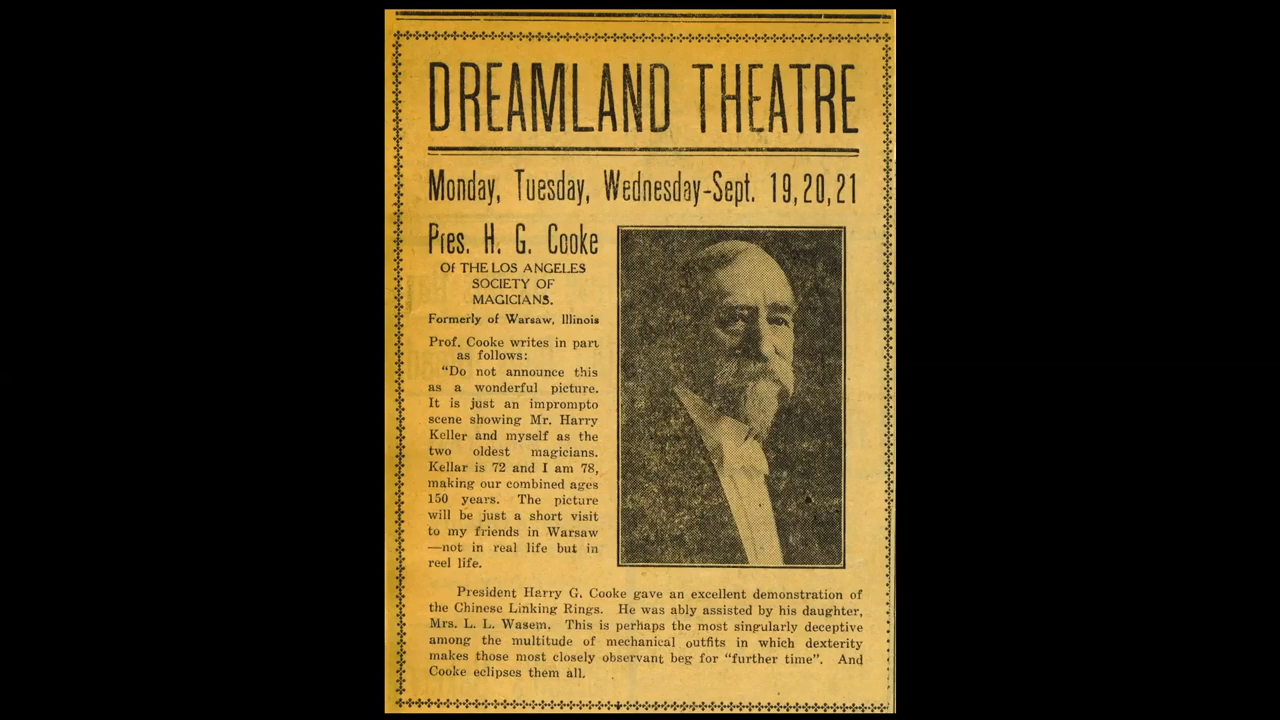 DREAMLAND THEATRE
Monday, Tuesday, Wednesday-Sept. 19,20,21
Pres. H. G. Cooke
Of THE LOS ANGELES
SOCIETY OF
MAGICIANS.
Formerly of Warsaw, Illinois
Prof. Cooke writes in part
as follows:
"Do not announce this
as a wonderful picture.
It is just an imprompto
scene showing Mr. Harry
Keller and myself as the
two oldest magicians.
Kellar is 72 and I am 78,
making our combined ages
150 years. The picture
will be just a short visit
to my friends in Warsaw
—not in real life but in
reel life.
President Harry G. Cooke gave an excellent demonstration of
the Chinese Linking Rings. He was ably assisted by his daughter,
Mrs. L. L. Wasem. This is perhaps the most singularly deceptive
among the multitude of mechanical outfits in which dexterity
makes those most closely observant beg for "further time". And
Cooke eclipses them all.